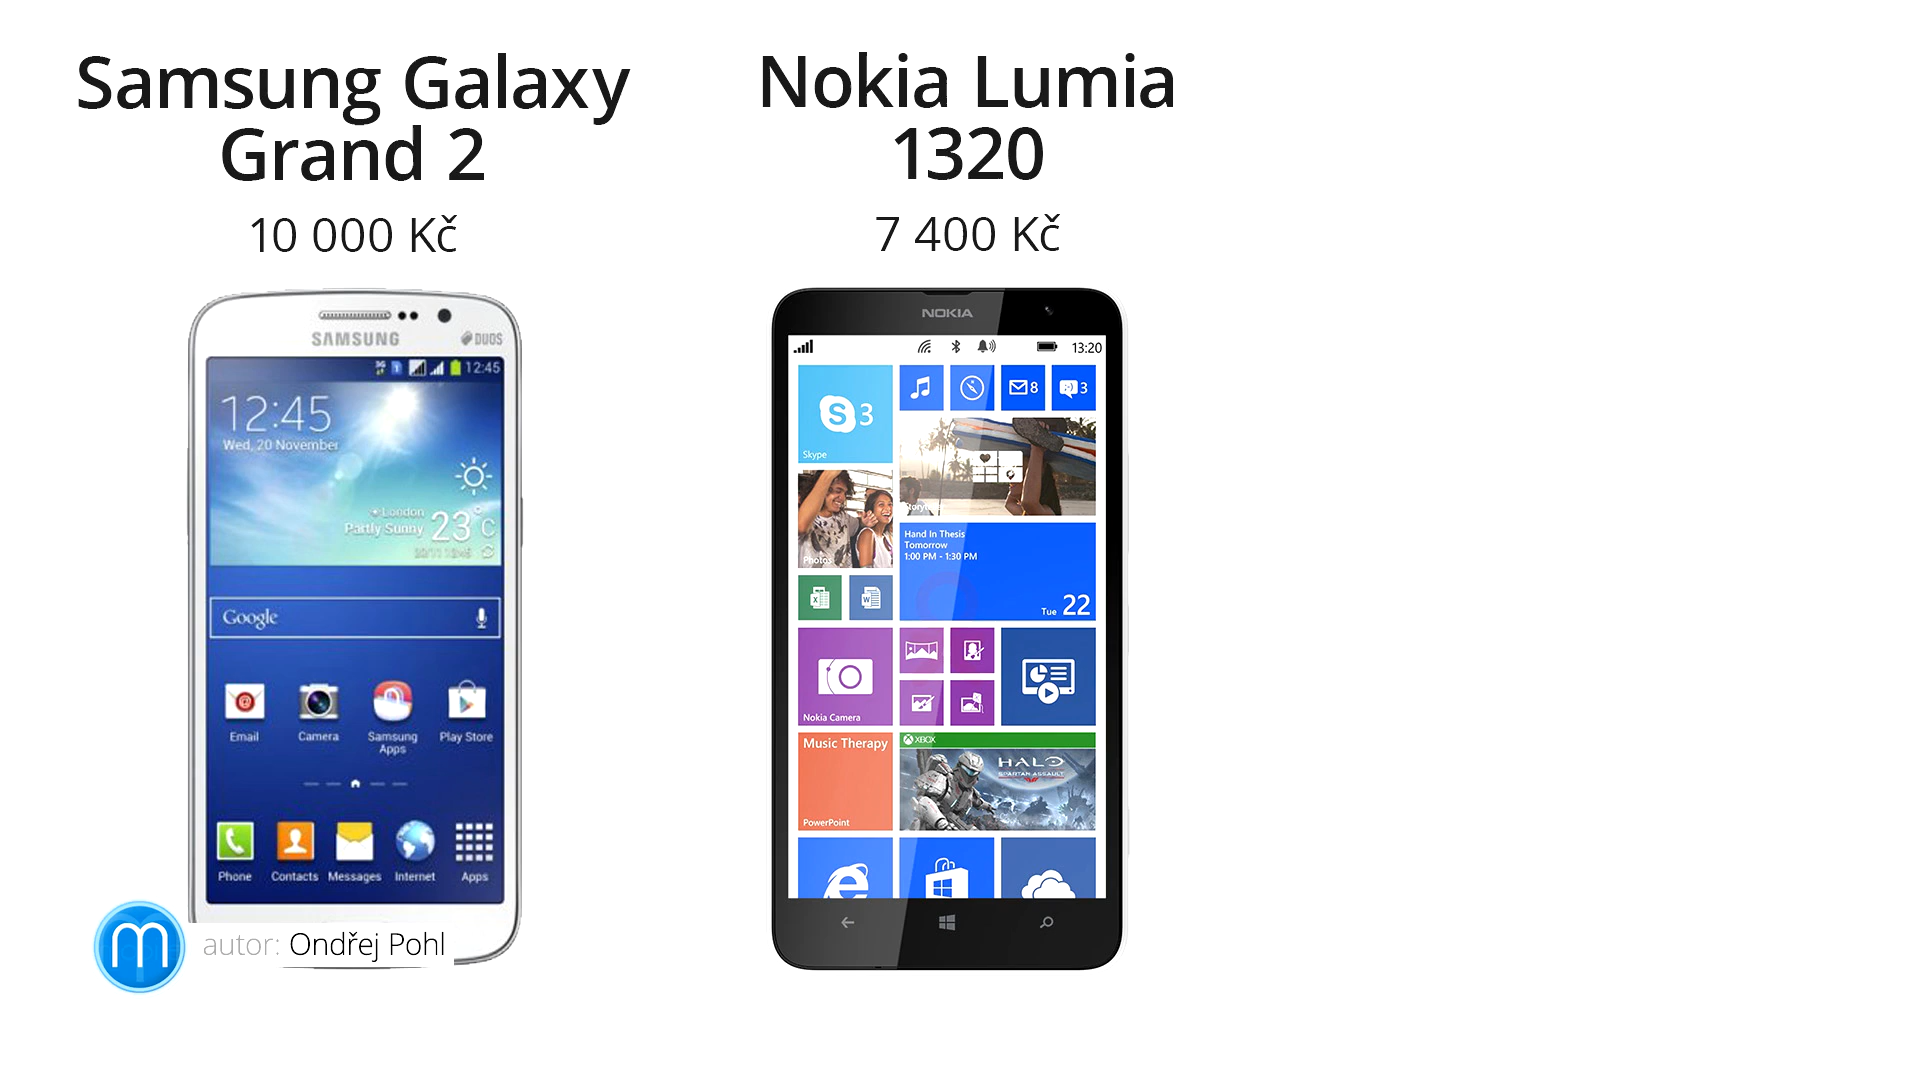 Samsung Galaxy
Grand 2
10 000 Kč
SAMSUNG
DUOS
12:45
12:45
Wed, 20 November
London
Partly Sunny 23°C
Google
Email Camera Samsung Apps Play Store
Phone Contacts Messages Internet Apps
autor: Ondřej Pohl
Nokia Lumia
1320
7 400 Kč
NOKIA
13:20
S 3
8
3
Skype
Photos
Hand In Thesis
Tomorrow
1:00 PM - 1:30 PM
Tue 22
Nokia Camera
Music Therapy
PowerPoint
XBOX
HALO
SPARTAN ASSAULT